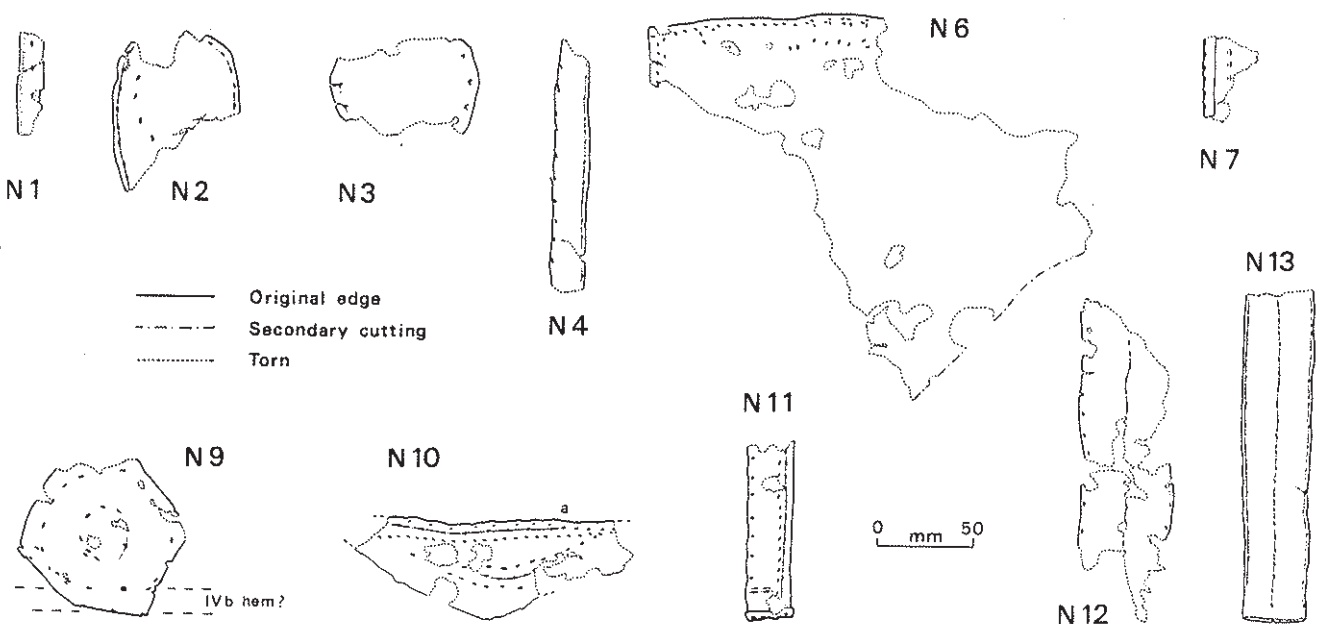 N1
N2
N3
N4
N6
N7
Original edge
Secondary cutting
Torn
N9
N10
a
IVb hem?
N11
0 mm 50
N12
N13